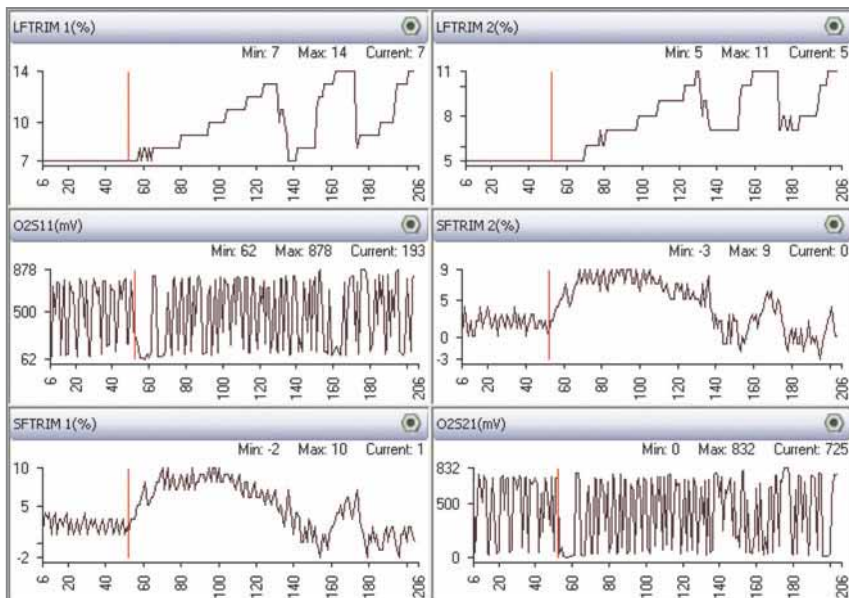 LFTRIM 1(%)
Min: 7 Max: 14 Current: 7
14
10
7
6 20 40 60 80 100 120 140 160 180 206
LFTRIM 2(%)
Min: 5 Max: 11 Current: 5
11
8
5
6 20 40 60 80 100 120 140 160 180 206
O2S11(mV)
Min: 62 Max: 878 Current: 193
878
500
62
6 20 40 60 80 100 120 140 160 180 206
SFTRIM 2(%)
Min: -3 Max: 9 Current: 0
9
5
0
-3
6 20 40 60 80 100 120 140 160 180 206
SFTRIM 1(%)
Min: -2 Max: 10 Current: 1
10
5
-2
6 20 40 60 80 100 120 140 160 180 206
O2S21(mV)
Min: 0 Max: 832 Current: 725
832
500
0
6 20 40 60 80 100 120 140 160 180 206